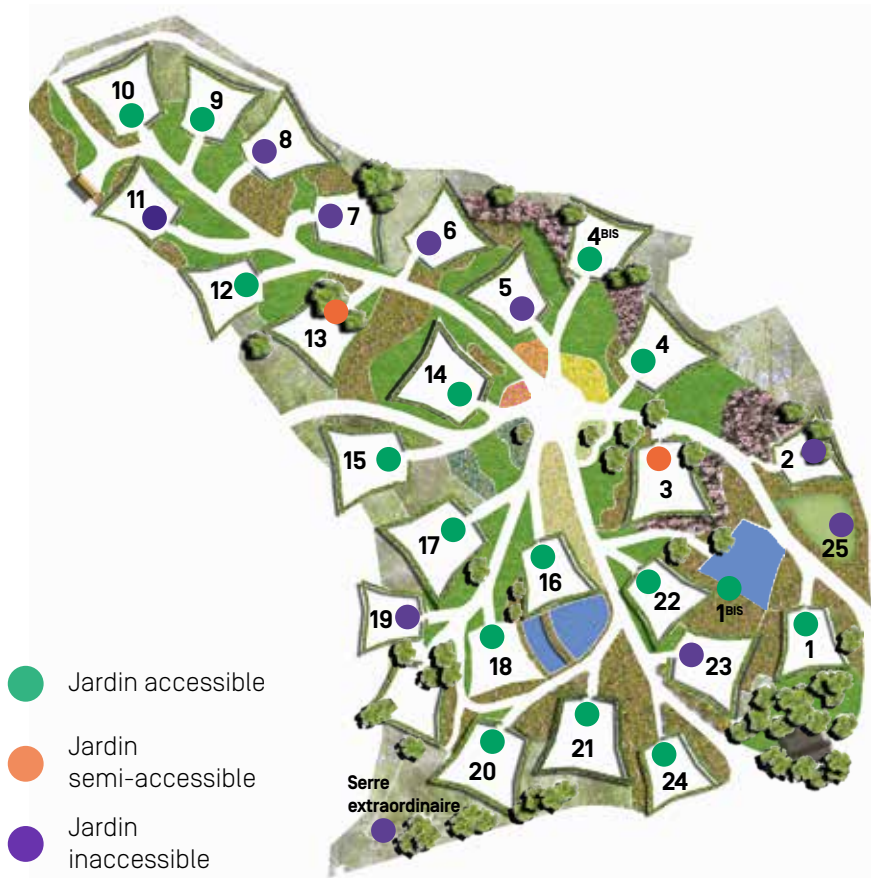 10
9
8
11
7
6
4BIS
12
5
13
4
14
2
15
3
25
17
16
22
1BIS
19
18
23
1
20
21
24
Serre
extraordinaire
Jardin accessible
Jardin
semi-accessible
Jardin
inaccessible